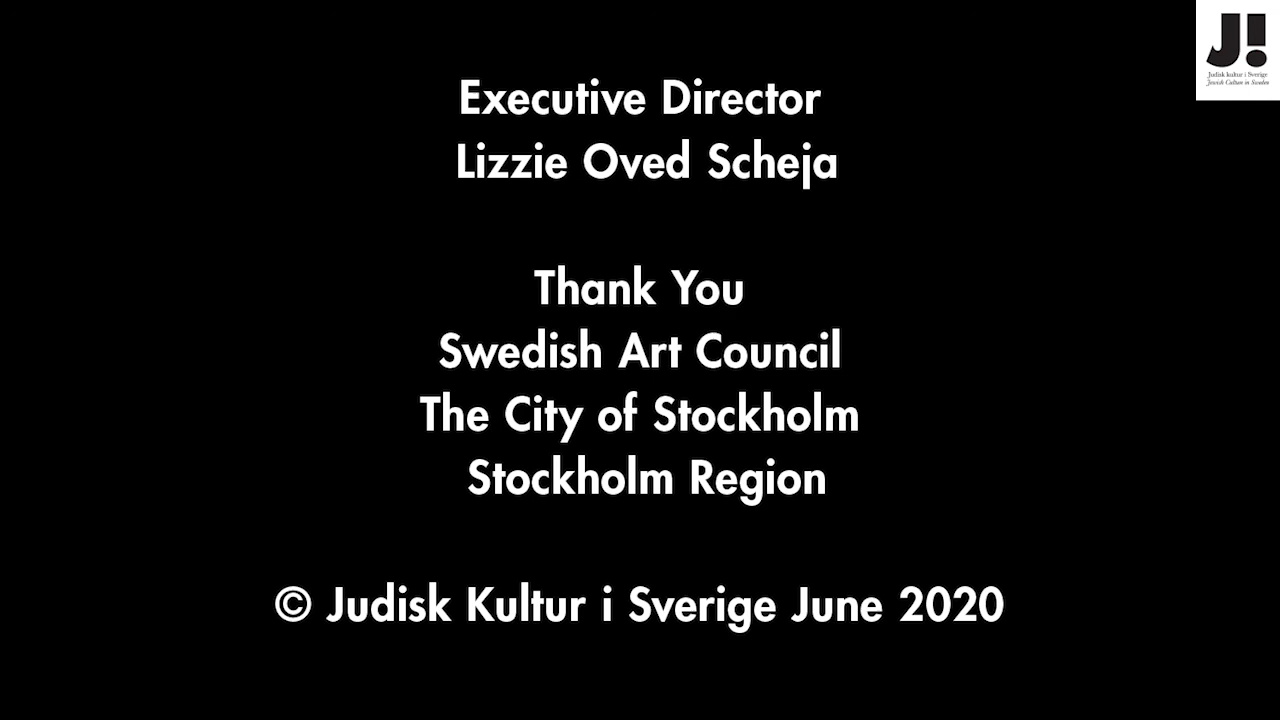 J!
Judisk kultur i Sverige
Jewish Culture in Sweden
Executive Director
Lizzie Oved Scheja
Thank You
Swedish Art Council
The City of Stockholm
Stockholm Region
© Judisk Kultur i Sverige June 2020